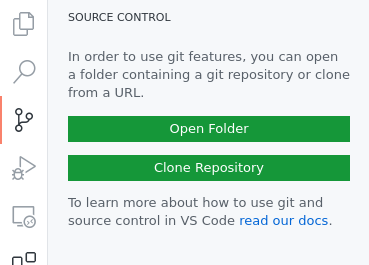 SOURCE CONTROL
In order to use git features, you can open
a folder containing a git repository or clone
from a URL.
Open Folder
Clone Repository
To learn more about how to use git and
source control in VS Code read our docs.